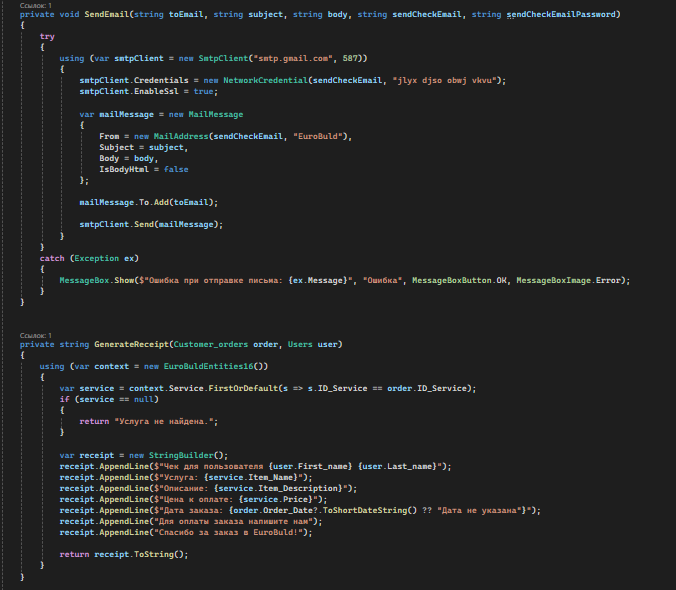 Ссылок: 1
private void SendEmail(string toEmail, string subject, string body, string sendCheckEmail, string sendCheckEmailPassword)
{
try
{
using (var smtpClient = new SmtpClient("smtp.gmail.com", 587))
{
smtpClient.Credentials = new NetworkCredential(sendCheckEmail, "jlyx djso obwj vkvu");
smtpClient.EnableSsl = true;
var mailMessage = new MailMessage
{
From = new MailAddress(sendCheckEmail, "EuroBuld"),
Subject = subject,
Body = body,
IsBodyHtml = false
};
mailMessage.To.Add(toEmail);
smtpClient.Send(mailMessage);
}
}
catch (Exception ex)
{
MessageBox.Show($"Ошибка при отправке письма: {ex.Message}", "Ошибка", MessageBoxButton.OK, MessageBoxImage.Error);
}
}
Ссылок: 1
private string GenerateReceipt(Customer_orders order, Users user)
{
using (var context = new EuroBuldEntities16())
{
var service = context.Service.FirstOrDefault(s => s.ID_Service == order.ID_Service);
if (service == null)
{
return "Услуга не найдена.";
}
var receipt = new StringBuilder();
receipt.AppendLine($"Чек для пользователя {user.First_name} {user.Last_name}");
receipt.AppendLine($"Услуга: {service.Item_Name}");
receipt.AppendLine($"Описание: {service.Item_Description}");
receipt.AppendLine($"Цена к оплате: {service.Price}");
receipt.AppendLine($"Дата заказа: {order.Order_Date?.ToShortDateString() ?? "Дата не указана"}");
receipt.AppendLine("Для оплаты заказа напишите нам");
receipt.AppendLine("Спасибо за заказ в EuroBuld!");
return receipt.ToString();
}
}